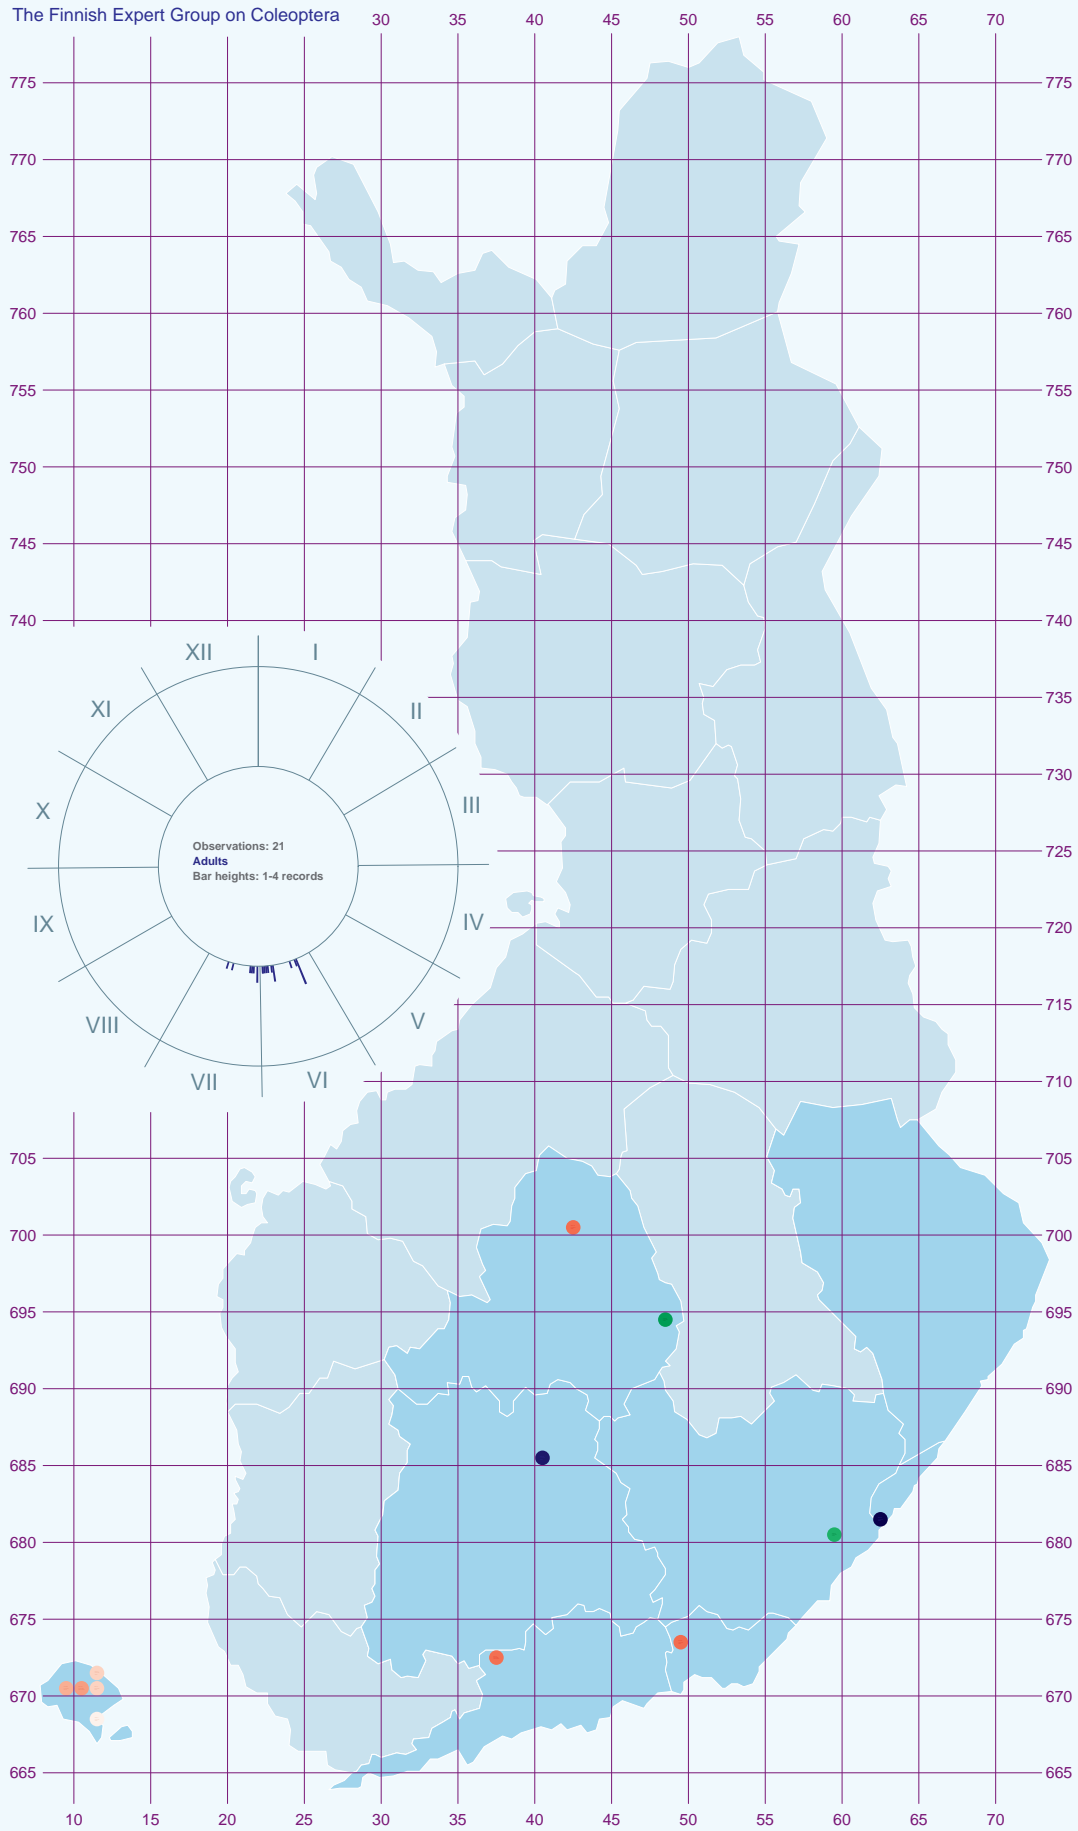 The Finnish Expert Group on Coleoptera
30 35 40 45 50 55 60 65 70
775 775
770 770
765 765
760 760
755 755
750 750
745 745
740 740
XII I
XI II
735
730
X III
725
Observations: 21
Adults
Bar heights: 1-4 records
IX IV
720
715
VIII V
VII VI
710
705 705
700 700
695 695
690 690
685 685
680 680
675 675
670 670
665 665
10 15 20 25 30 35 40 45 50 55 60 65 70